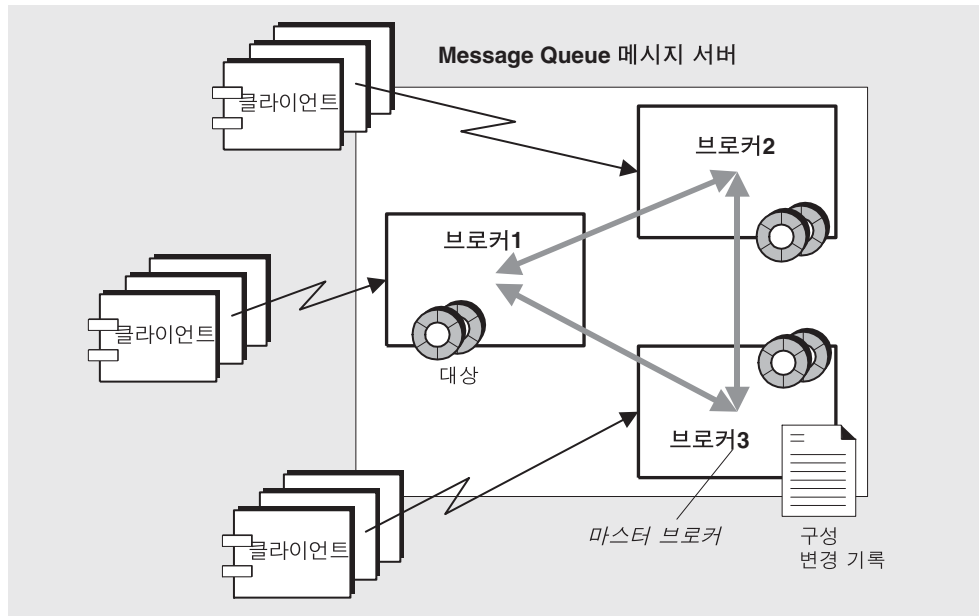 Message Queue 메시지 서버
클라이언트
브로커2
브로커1
클라이언트
대상
브로커3
클라이언트
마스터 브로커
구성
변경 기록